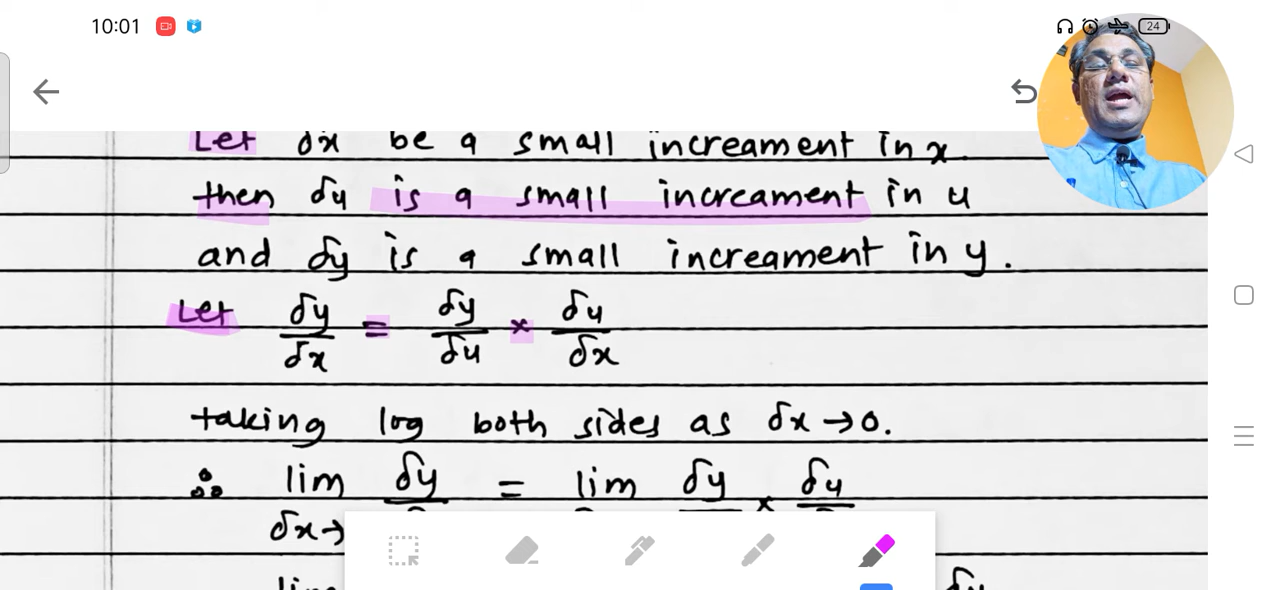 10:01
24
Let δx be a small increament in x
then δu is a small increament in u
and δy is a small increament in y.
Let δy/δx = δy/δu × δu/δx
taking log both sides as δx→0.
∴ lim δy = lim δy × δu
δx→
lim δu